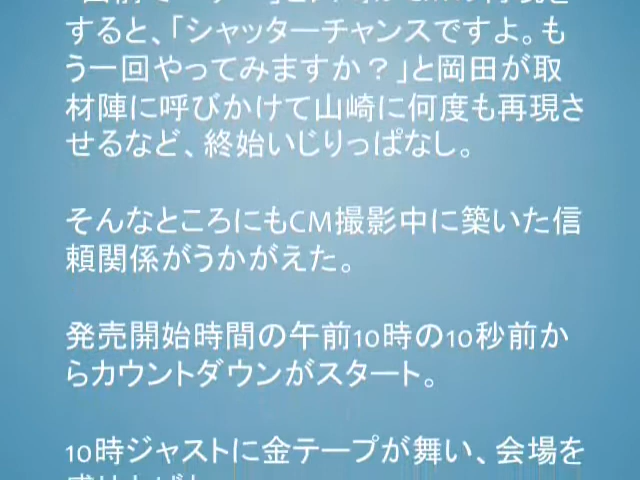 すると、「シャッターチャンスですよ。も
う一回やってみますか？」と岡田が取
材陣に呼びかけて山崎に何度も再現さ
せるなど、終始いじりっぱなし。
そんなところにもCM撮影中に築いた信
頼関係がうかがえた。
発売開始時間の午前10時の10秒前か
らカウントダウンがスタート。
10時ジャストに金テープが舞い、会場を